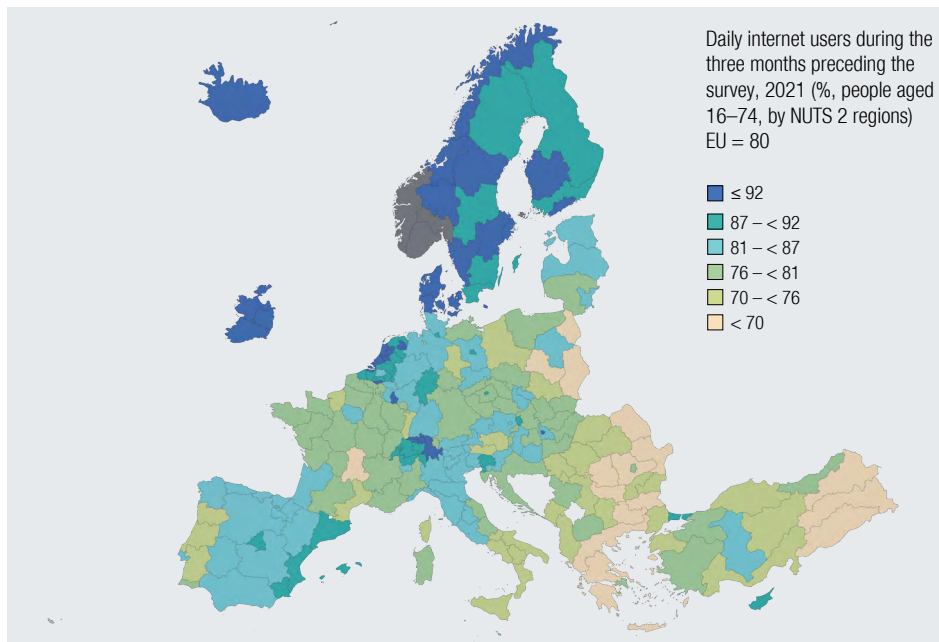 Daily internet users during the
three months preceding the
survey, 2021 (%, people aged
16–74, by NUTS 2 regions)
EU = 80
≤ 92
87 – < 92
81 – < 87
76 – < 81
70 – < 76
< 70